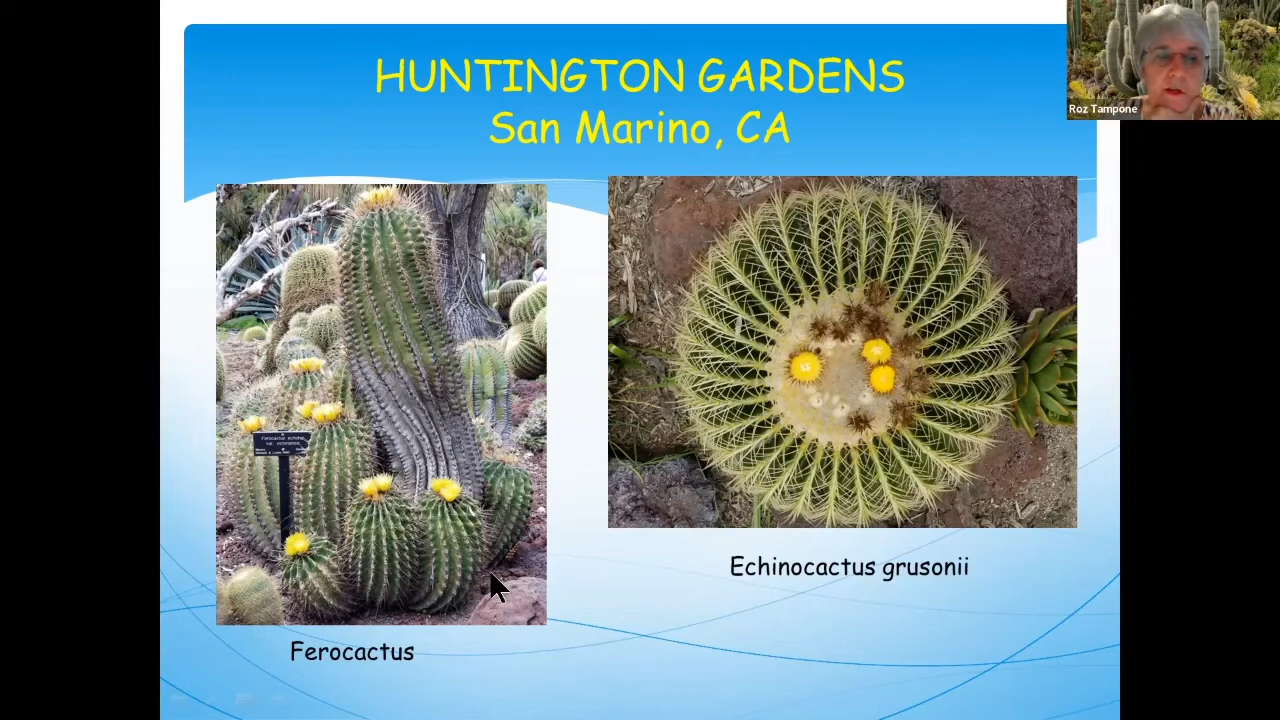 HUNTINGTON GARDENS
San Marino, CA
Roz Tampone
Ferocactus
Echinocactus grusonii